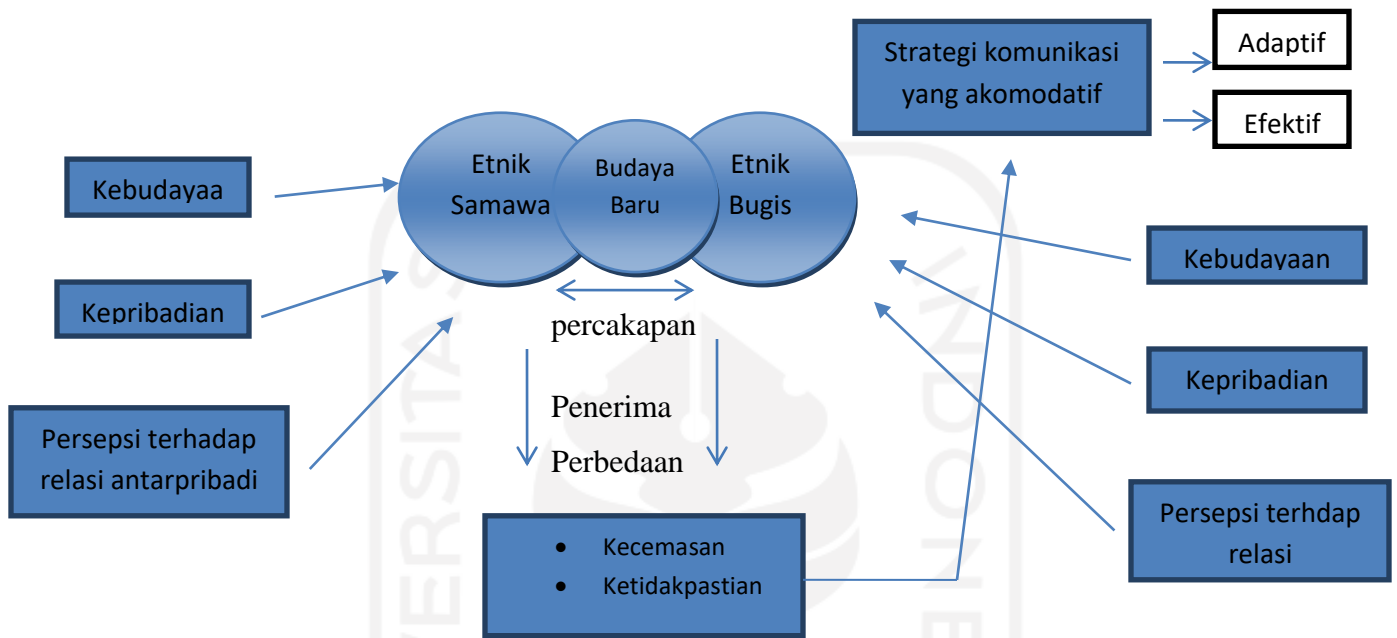 Strategi komunikasi
yang akomodatif
Adaptif
Efektif
Etnik
Samawa
Budaya
Baru
Etnik
Bugis
Kebudayaa
Kepribadian
Persepsi terhadap
relasi antarpribadi
percakapan
Penerima
Perbedaan
• Kecemasan
• Ketidakpastian
Kebudayaan
Kepribadian
Persepsi terhdap
relasi